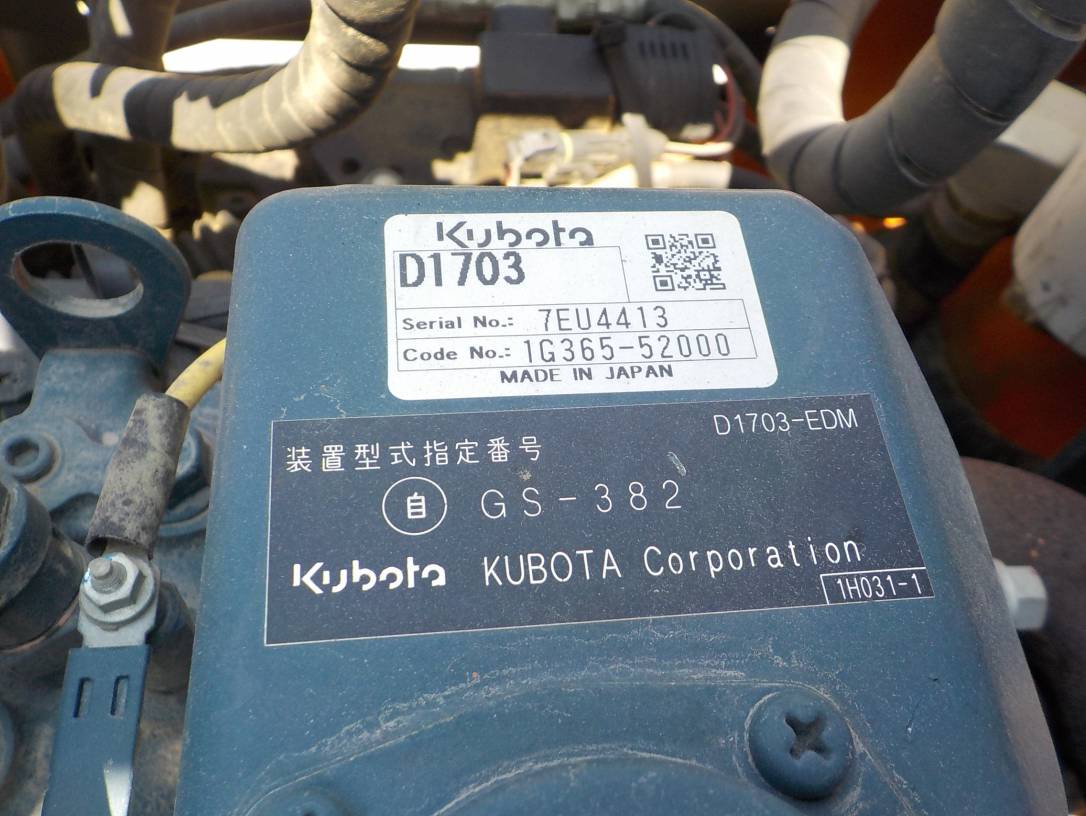 Kubota
D1703
Serial No.: 7EU4413
Code No.: 1G365-52000
MADE IN JAPAN
D1703-EDM
装置型式指定番号
自 GS-382
Kubota KUBOTA Corporation
1H031-1